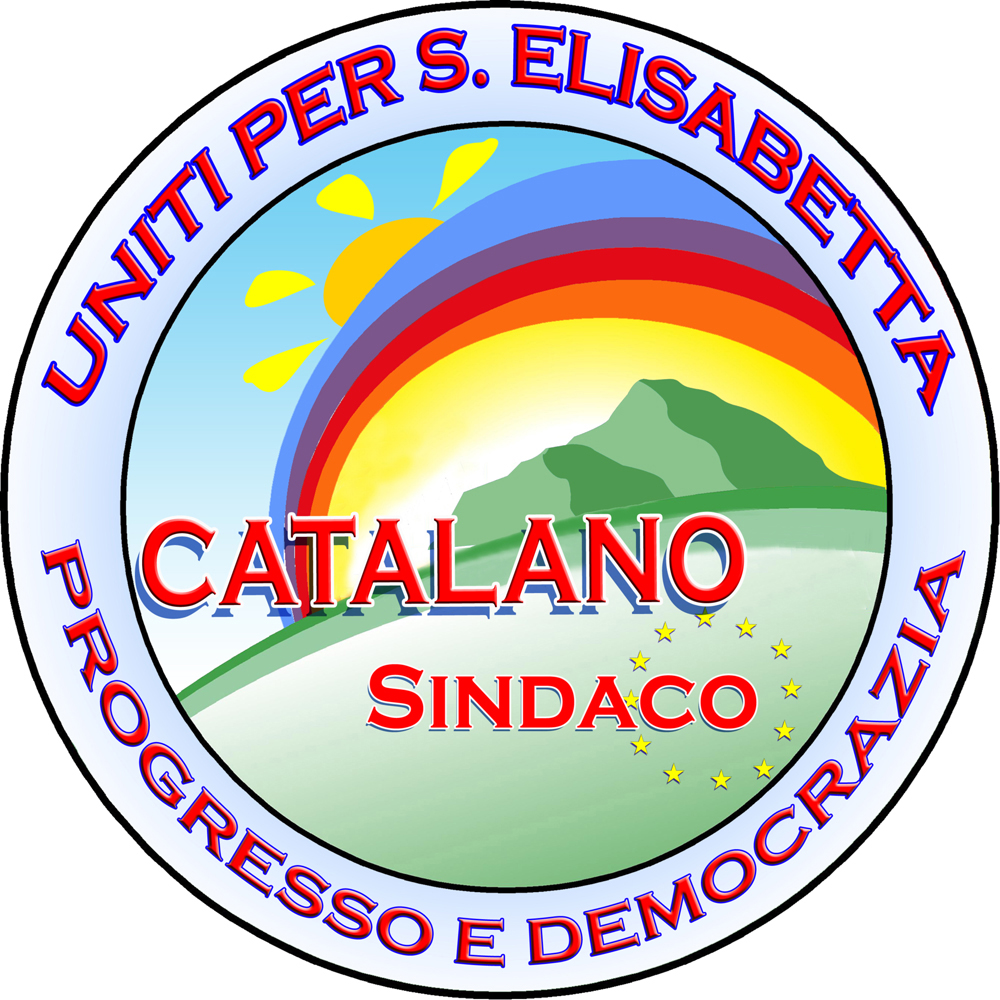 UNITI PER S. ELISABETTA
CATALANO
SINDACO
PROGRESSO E DEMOCRAZIA